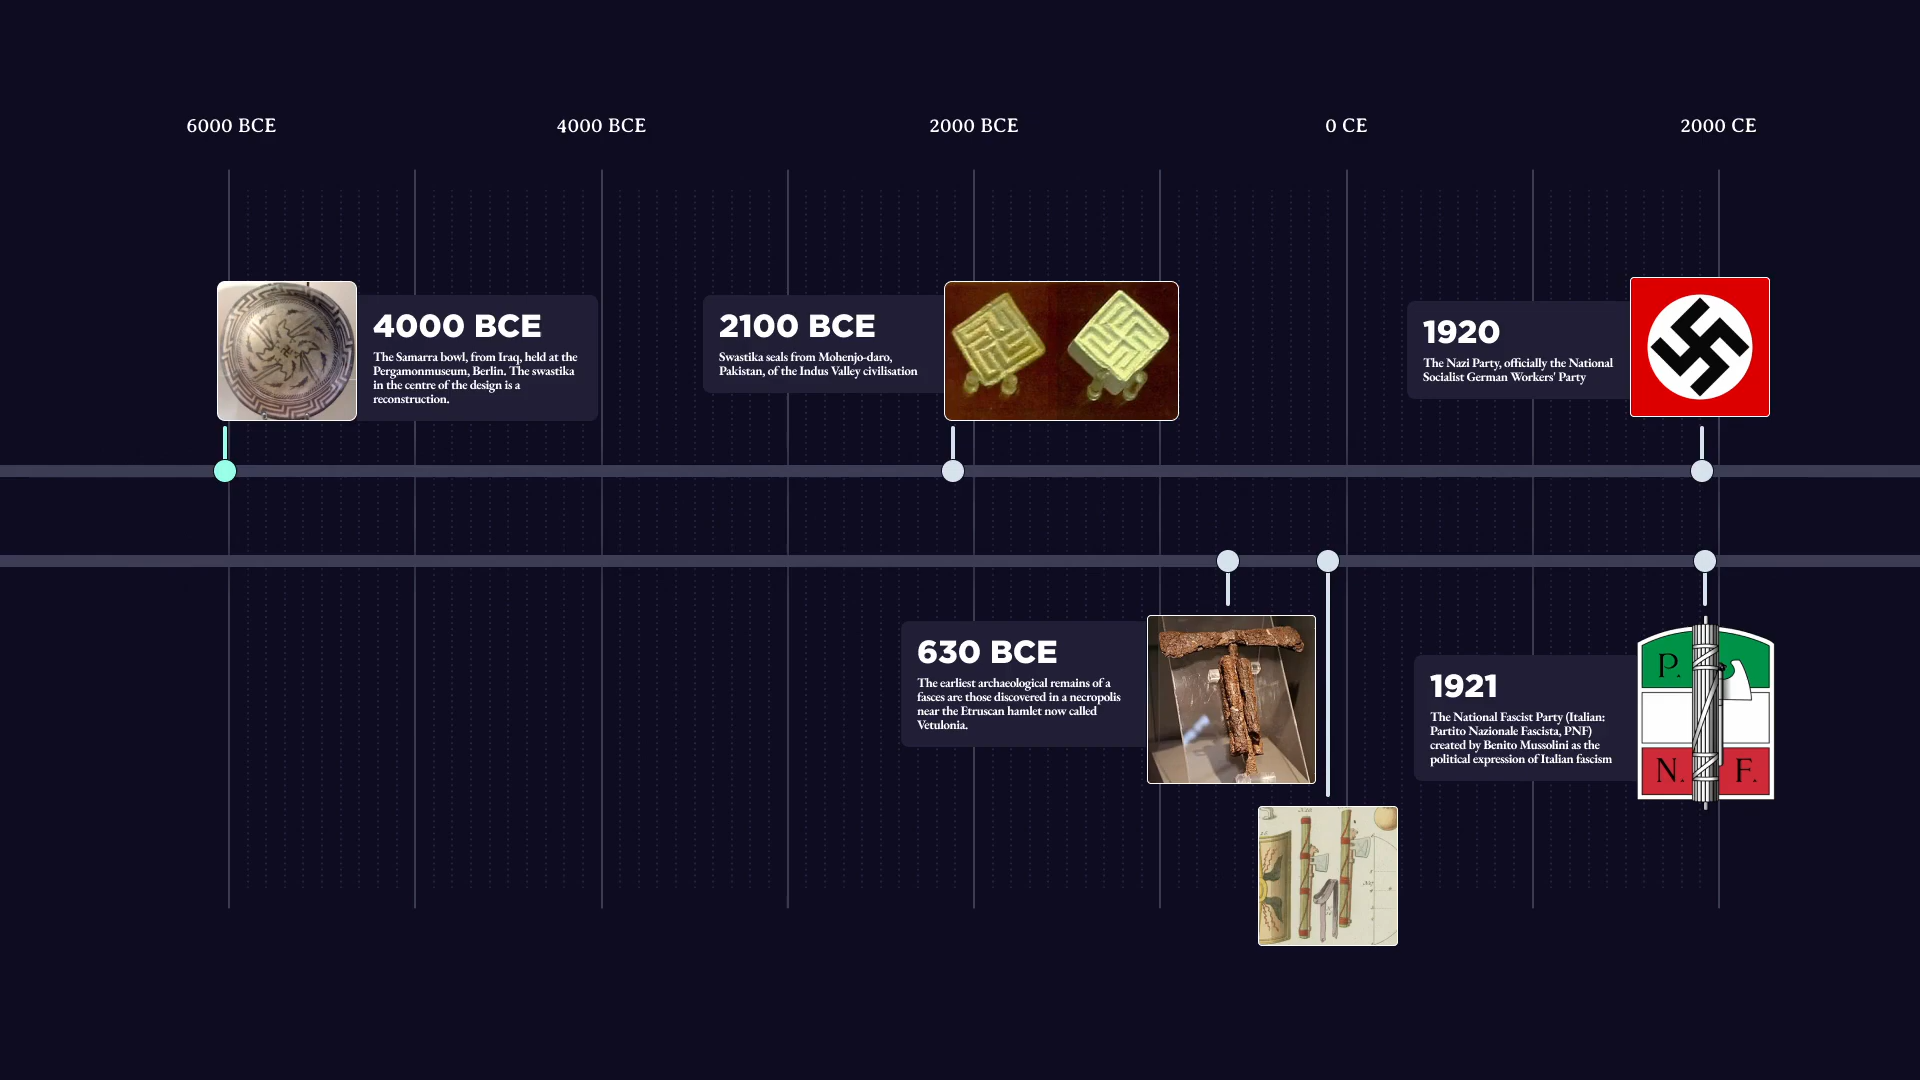 6000 BCE
4000 BCE
2000 BCE
0 CE
2000 CE
4000 BCE
The Samarra bowl, from Iraq, held at the
Pergamonmuseum, Berlin. The swastika
in the centre of the design is a
reconstruction.
2100 BCE
Swastika seals from Mohenjo-daro,
Pakistan, of the Indus Valley civilisation
1920
The Nazi Party, officially the National
Socialist German Workers' Party
630 BCE
The earliest archaeological remains of a
fasces are those discovered in a necropolis
near the Etruscan hamlet now called
Vetulonia.
1921
The National Fascist Party (Italian:
Partito Nazionale Fascista, PNF)
created by Benito Mussolini as the
political expression of Italian fascism
P.
N. F.